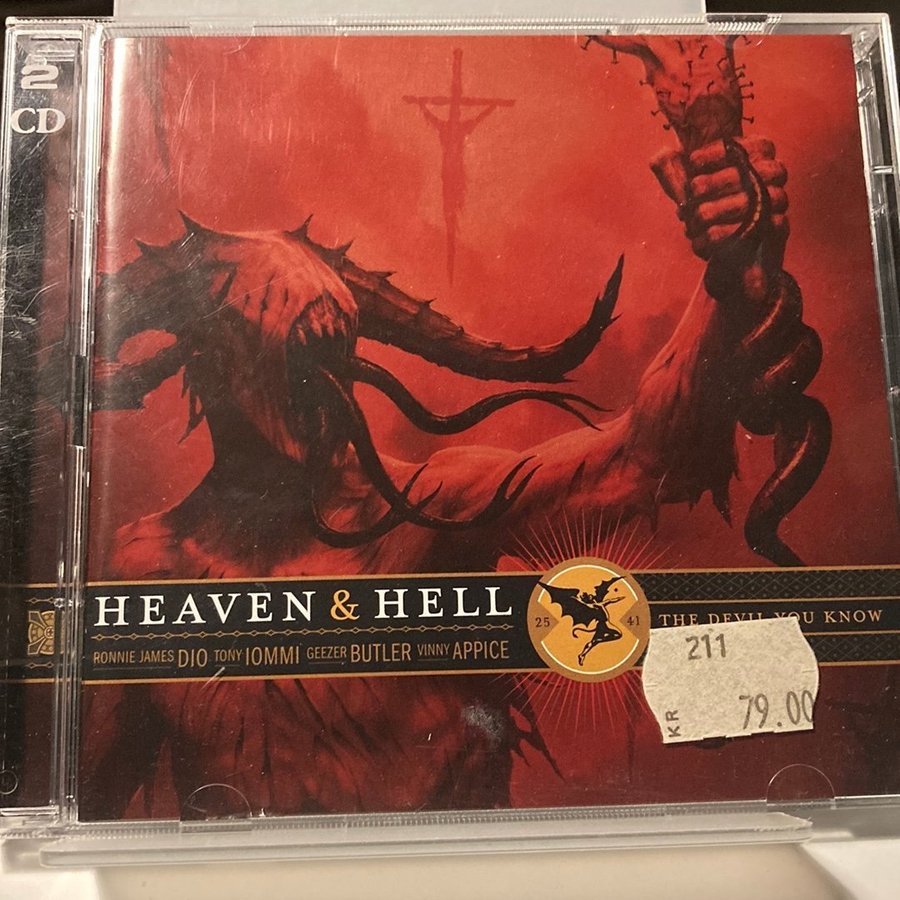 2
CD
HEAVEN & HELL
RONNIE JAMES DIO TONY IOMMI GEEZER BUTLER VINNY APPICE
25 41
THE DEVIL YOU KNOW
211
KR 79.00